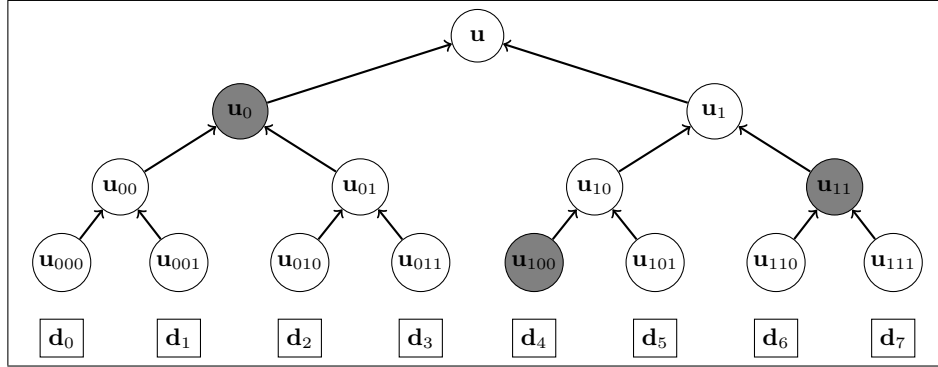 u
u₀ u₁
u₀₀ u₀₁ u₁₀ u₁₁
u₀₀₀ u₀₀₁ u₀₁₀ u₀₁₁ u₁₀₀ u₁₀₁ u₁₁₀ u₁₁₁
d₀ d₁ d₂ d₃ d₄ d₅ d₆ d₇